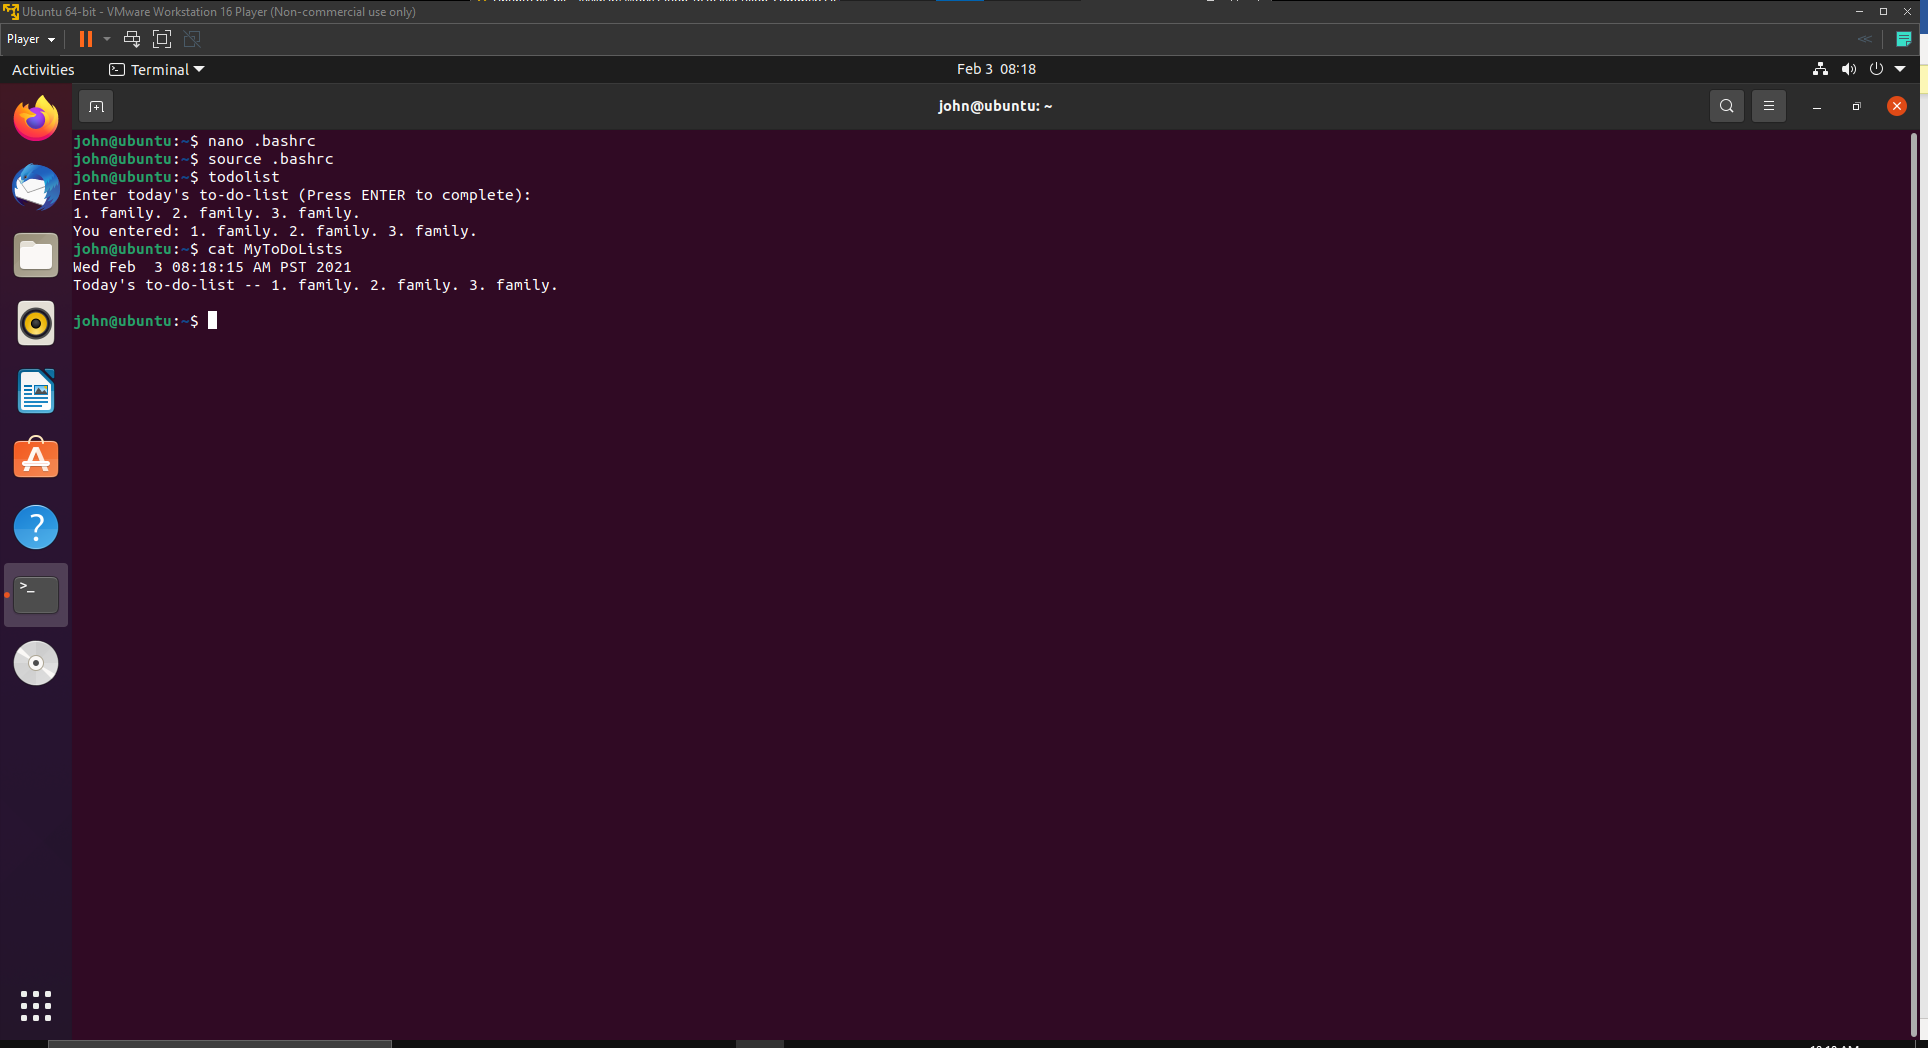 Ubuntu 64-bit - VMware Workstation 16 Player (Non-commercial use only)
Player
Activities Terminal Feb 3 08:18
john@ubuntu: ~
john@ubuntu:~$ nano .bashrc
john@ubuntu:~$ source .bashrc
john@ubuntu:~$ todolist
Enter today's to-do-list (Press ENTER to complete):
1. family. 2. family. 3. family.
You entered: 1. family. 2. family. 3. family.
john@ubuntu:~$ cat MyToDoLists
Wed Feb  3 08:18:15 AM PST 2021
Today's to-do-list -- 1. family. 2. family. 3. family.
john@ubuntu:~$